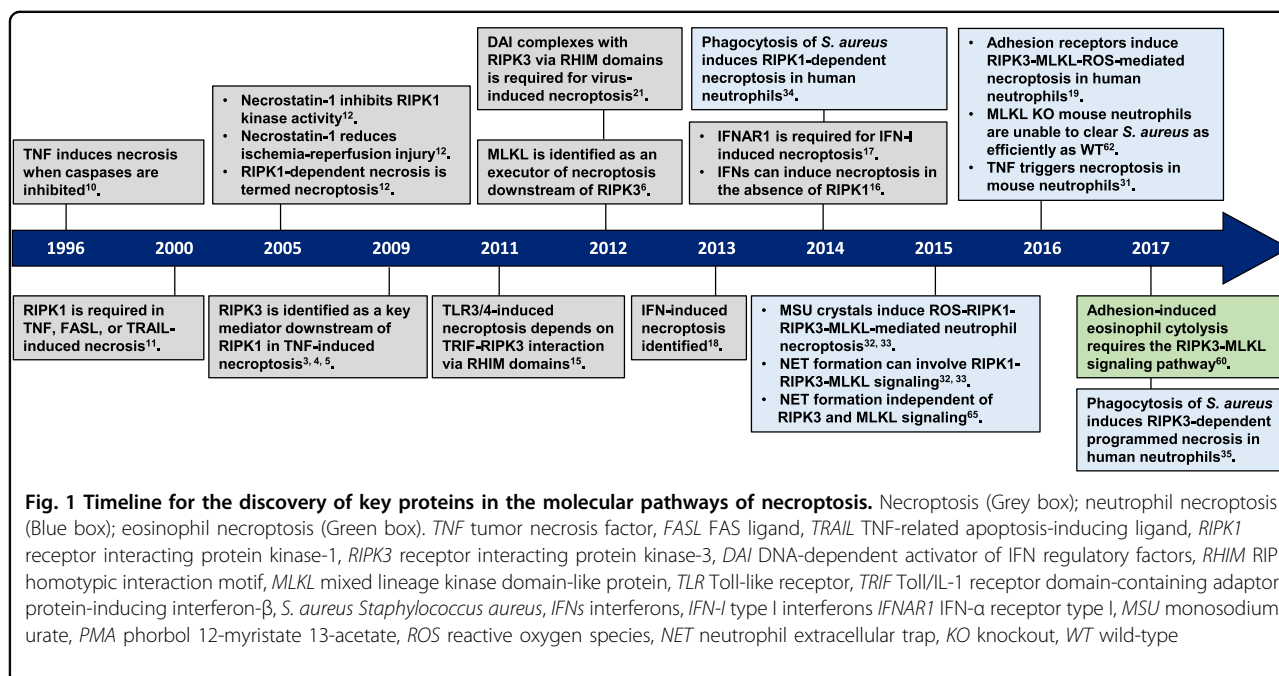 DAI complexes with
RIPK3 via RHIM domains
is required for virus-
induced necroptosis²¹.
Phagocytosis of S. aureus
induces RIPK1-dependent
necroptosis in human
neutrophils³⁴.
• Adhesion receptors induce
RIPK3-MLKL-ROS-mediated
necroptosis in human
neutrophils¹⁹.
• MLKL KO mouse neutrophils
are unable to clear S. aureus as
efficiently as WT⁶².
• TNF triggers necroptosis in
mouse neutrophils³¹.
TNF induces necrosis
when caspases are
inhibited¹⁰.
• Necrostatin-1 inhibits RIPK1
kinase activity¹².
• Necrostatin-1 reduces
ischemia-reperfusion injury¹².
• RIPK1-dependent necrosis is
termed necroptosis¹².
MLKL is identified as an
executor of necroptosis
downstream of RIPK3⁶.
• IFNAR1 is required for IFN-I
induced necroptosis¹⁷.
• IFNs can induce necroptosis in
the absence of RIPK1¹⁶.
1996 2000 2005 2009 2011 2012 2013 2014 2015 2016 2017
RIPK1 is required in
TNF, FASL, or TRAIL-
induced necrosis¹¹.
RIPK3 is identified as a key
mediator downstream of
RIPK1 in TNF-induced
necroptosis³, ⁴, ⁵.
TLR3/4-induced
necroptosis depends on
TRIF-RIPK3 interaction
via RHIM domains¹⁵.
IFN-induced
necroptosis
identified¹⁸.
• MSU crystals induce ROS-RIPK1-
RIPK3-MLKL-mediated neutrophil
necroptosis³², ³³.
• NET formation can involve RIPK1-
RIPK3-MLKL signaling³², ³³.
• NET formation independent of
RIPK3 and MLKL signaling⁶⁵.
Adhesion-induced
eosinophil cytolysis
requires the RIPK3-MLKL
signaling pathway⁶⁰.
Phagocytosis of S. aureus
induces RIPK3-dependent
programmed necrosis in
human neutrophils³⁵.
Fig. 1 Timeline for the discovery of key proteins in the molecular pathways of necroptosis. Necroptosis (Grey box); neutrophil necroptosis
(Blue box); eosinophil necroptosis (Green box). TNF tumor necrosis factor, FASL FAS ligand, TRAIL TNF-related apoptosis-inducing ligand, RIPK1
receptor interacting protein kinase-1, RIPK3 receptor interacting protein kinase-3, DAI DNA-dependent activator of IFN regulatory factors, RHIM RIP
homotypic interaction motif, MLKL mixed lineage kinase domain-like protein, TLR Toll-like receptor, TRIF Toll/IL-1 receptor domain-containing adaptor
protein-inducing interferon-β, S. aureus Staphylococcus aureus, IFNs interferons, IFN-I type I interferons IFNAR1 IFN-α receptor type I, MSU monosodium
urate, PMA phorbol 12-myristate 13-acetate, ROS reactive oxygen species, NET neutrophil extracellular trap, KO knockout, WT wild-type